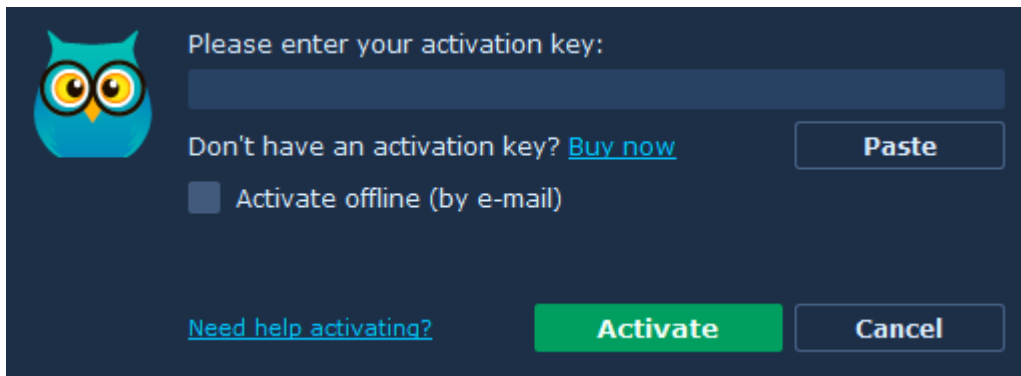 Please enter your activation key:
Don't have an activation key? Buy now
Paste
Activate offline (by e-mail)
Need help activating?
Activate
Cancel